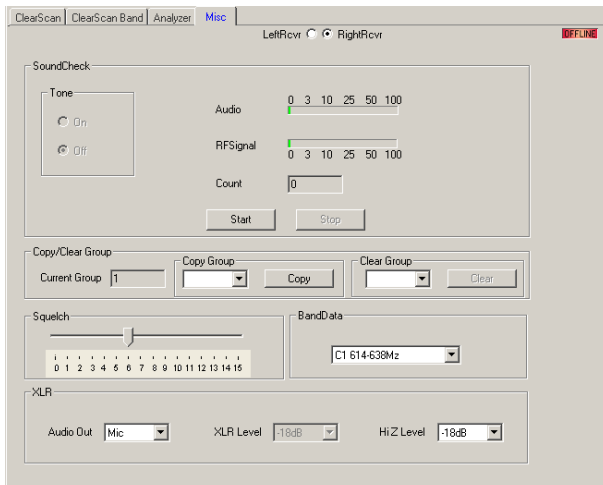 ClearScan ClearScan Band Analyzer Misc
LeftRcvr RightRcvr OFFLINE
SoundCheck
Tone
On
Off
Audio 0 3 10 25 50 100
RFSignal
0 3 10 25 50 100
Count 0
Start Stop
Copy/Clear Group
Current Group 1
Copy Group
Copy
Clear Group
Clear
Squelch
0 1 2 3 4 5 6 7 8 9 10 11 12 13 14 15
BandData
C1 614-638Mz
XLR
Audio Out Mic XLR Level -18dB Hi Z Level -18dB